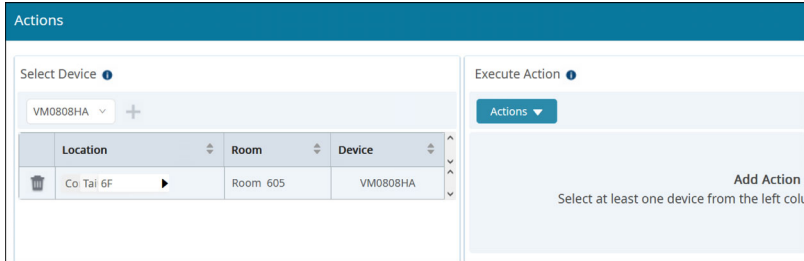 Actions
Select Device
VM0808HA
Location Room Device
Co Tai 6F Room 605 VM0808HA
Execute Action
Actions
Add Action
Select at least one device from the left